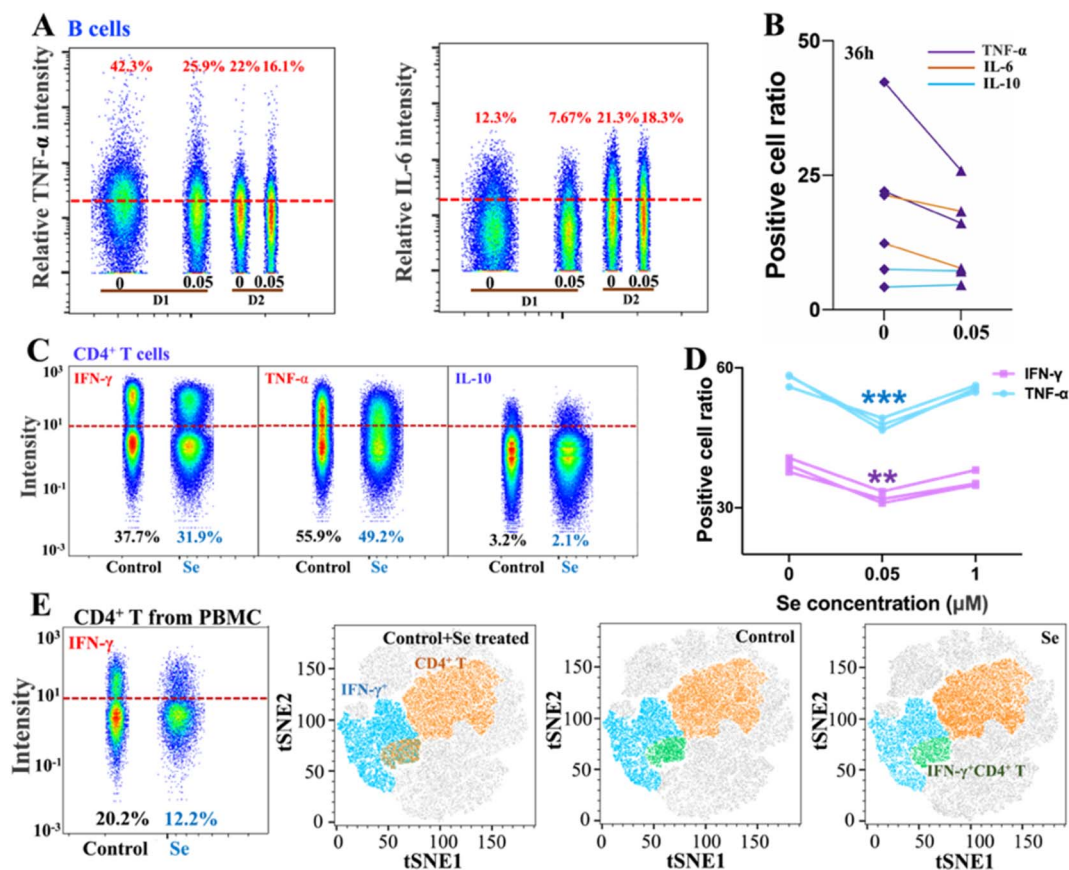 A
B cells
Relative TNF-α intensity
42.3%
25.9%
22%
16.1%
0
0.05
0
0.05
D1
D2
Relative IL-6 intensity
12.3%
7.67%
21.3%
18.3%
0
0.05
0
0.05
D1
D2
B
36h
TNF-α
IL-6
IL-10
Positive cell ratio
50
25
0
0
0.05
C
CD4⁺ T cells
Intensity
10³
10¹
10⁻¹
10⁻³
IFN-γ
TNF-α
IL-10
37.7%
31.9%
55.9%
49.2%
3.2%
2.1%
Control
Se
Control
Se
Control
Se
D
Positive cell ratio
60
30
IFN-γ
TNF-α
***
**
0
0.05
1
Se concentration (μM)
E
CD4⁺ T from PBMC
IFN-γ
Intensity
10³
10¹
10⁻¹
10⁻³
20.2%
12.2%
Control
Se
Control+Se treated
CD4⁺ T
IFN-γ⁺
tSNE2
150
100
50
0
0
50
100
150
tSNE1
Control
tSNE2
150
100
50
0
0
50
100
150
tSNE1
Se
IFN-γ⁺CD4⁺ T
tSNE2
150
100
50
0
0
50
100
150
tSNE1